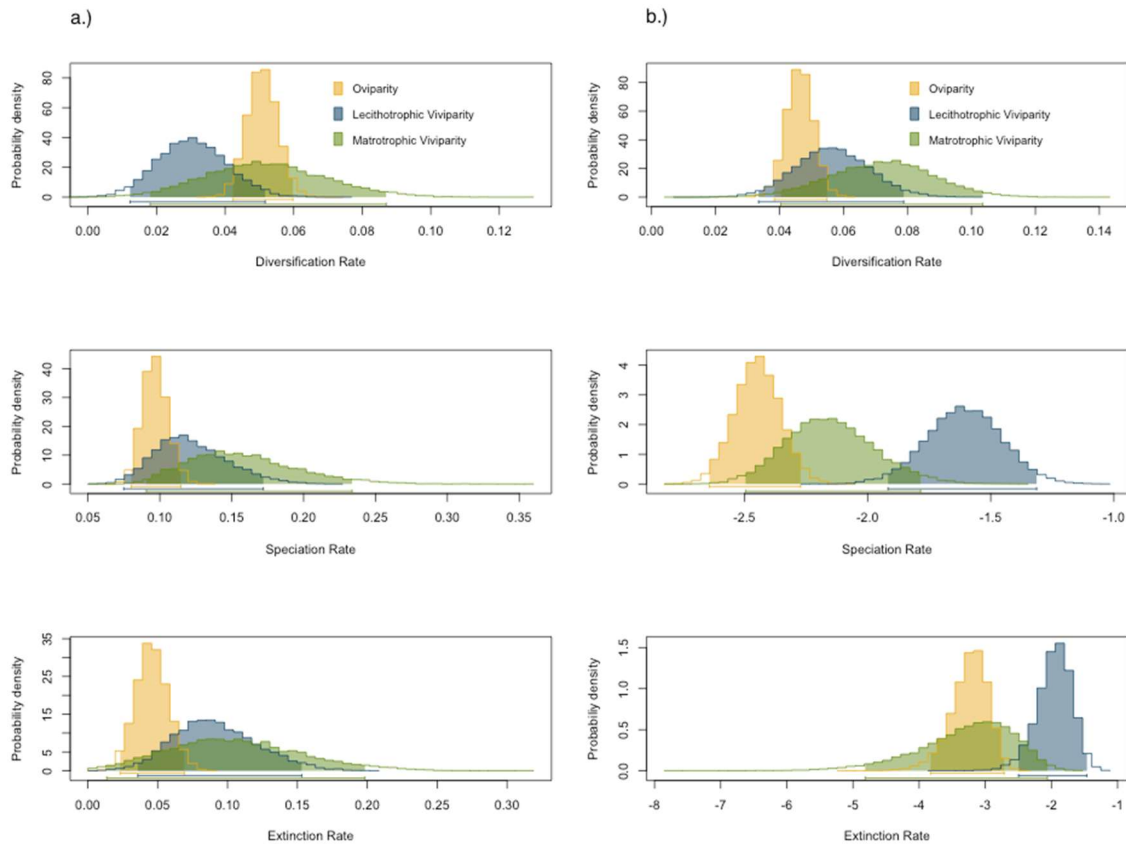 a.)
b.)
Probability density
80
60
40
20
0
Oviparity
Lecithotrophic Viviparity
Matrotrophic Viviparity
0.00 0.02 0.04 0.06 0.08 0.10 0.12
Diversification Rate
Probability density
80
60
40
20
0
Oviparity
Lecithotrophic Viviparity
Matrotrophic Viviparity
0.00 0.02 0.04 0.06 0.08 0.10 0.12 0.14
Diversification Rate
Probability density
40
30
20
10
0
0.05 0.10 0.15 0.20 0.25 0.30 0.35
Speciation Rate
Probability density
4
3
2
1
0
-2.5 -2.0 -1.5 -1.0
Speciation Rate
Probability density
35
25
15
5
0
0.00 0.05 0.10 0.15 0.20 0.25 0.30
Extinction Rate
Probability density
1.5
1.0
0.5
0.0
-8 -7 -6 -5 -4 -3 -2 -1
Extinction Rate